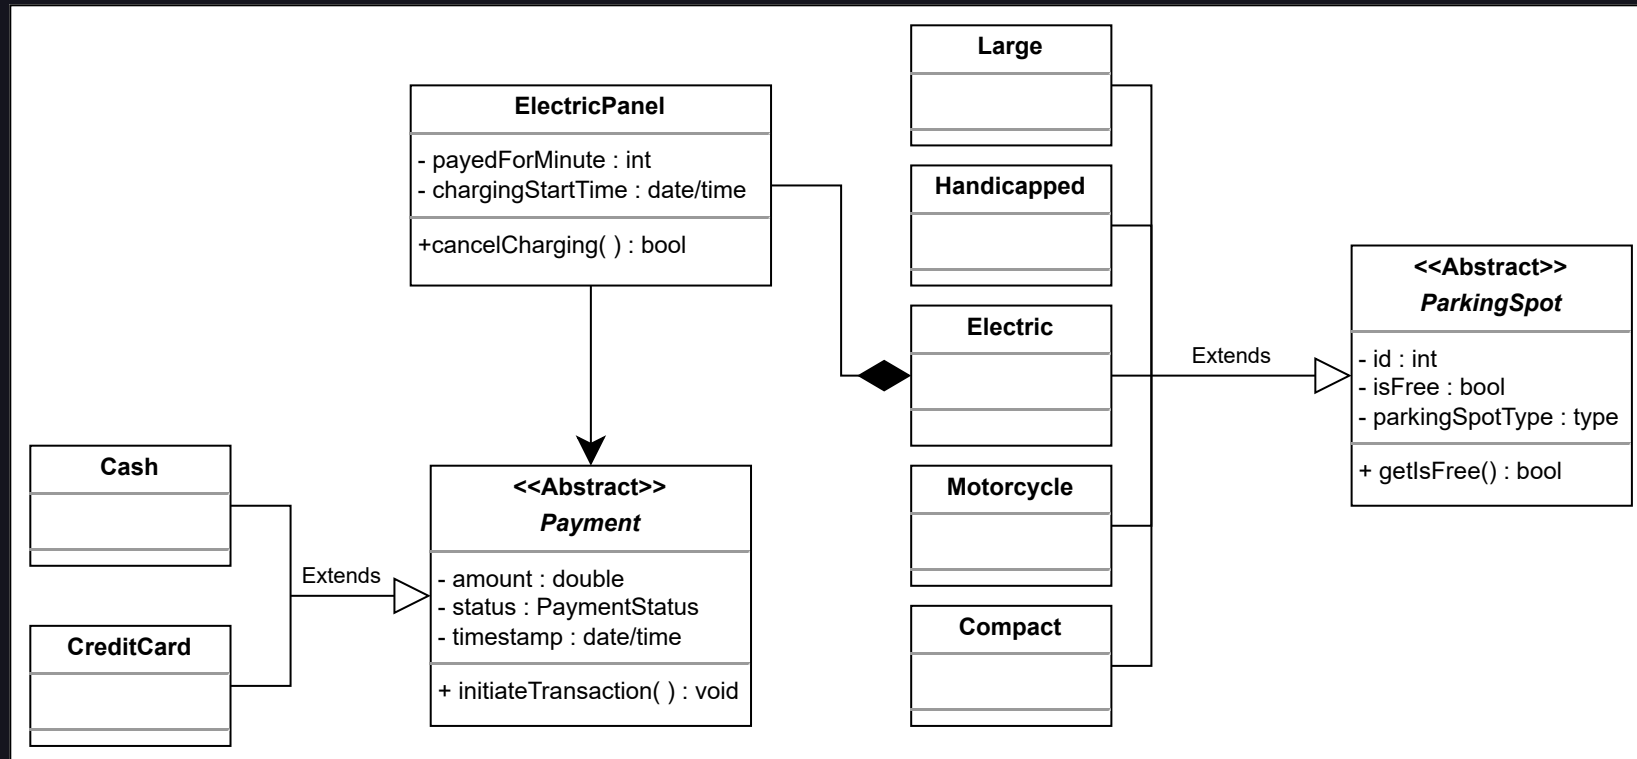 Large
ElectricPanel
- payedForMinute : int
- chargingStartTime : date/time
+cancelCharging( ) : bool
Handicapped
Electric
Motorcycle
Compact
Extends
<<Abstract>>
ParkingSpot
- id : int
- isFree : bool
- parkingSpotType : type
+ getIsFree() : bool
Cash
CreditCard
Extends
<<Abstract>>
Payment
- amount : double
- status : PaymentStatus
- timestamp : date/time
+ initiateTransaction( ) : void